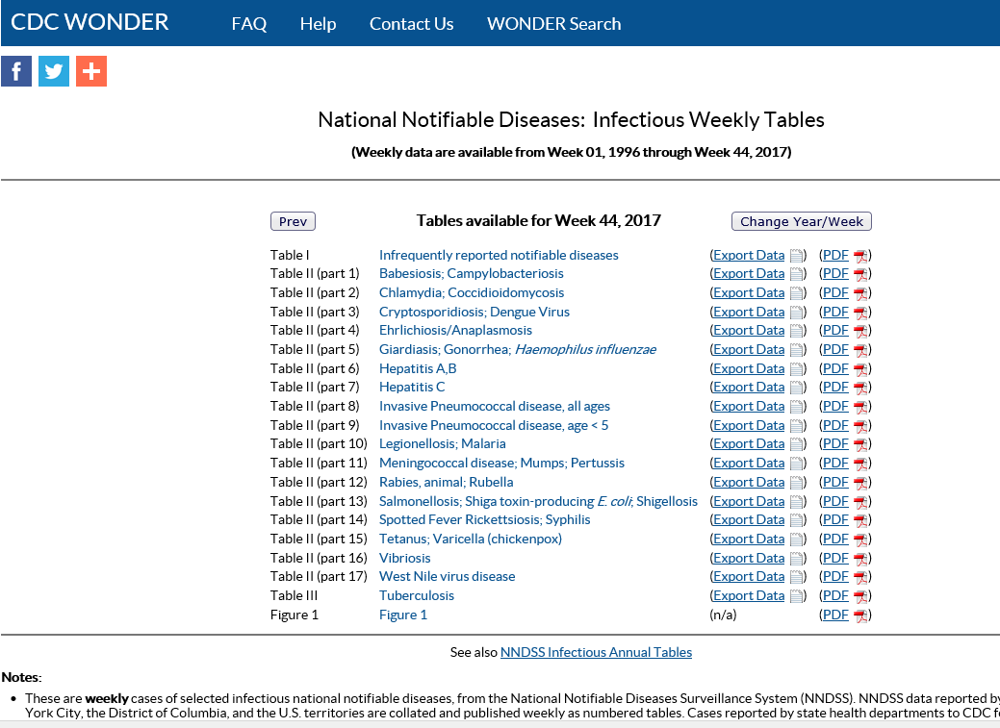 CDC WONDER FAQ Help Contact Us WONDER Search
National Notifiable Diseases: Infectious Weekly Tables
(Weekly data are available from Week 01, 1996 through Week 44, 2017)
Prev Tables available for Week 44, 2017 Change Year/Week
Table I Infrequently reported notifiable diseases (Export Data) (PDF)
Table II (part 1) Babesiosis; Campylobacteriosis (Export Data) (PDF)
Table II (part 2) Chlamydia; Coccidioidomycosis (Export Data) (PDF)
Table II (part 3) Cryptosporidiosis; Dengue Virus (Export Data) (PDF)
Table II (part 4) Ehrlichiosis/Anaplasmosis (Export Data) (PDF)
Table II (part 5) Giardiasis; Gonorrhea; Haemophilus influenzae (Export Data) (PDF)
Table II (part 6) Hepatitis A,B (Export Data) (PDF)
Table II (part 7) Hepatitis C (Export Data) (PDF)
Table II (part 8) Invasive Pneumococcal disease, all ages (Export Data) (PDF)
Table II (part 9) Invasive Pneumococcal disease, age < 5 (Export Data) (PDF)
Table II (part 10) Legionellosis; Malaria (Export Data) (PDF)
Table II (part 11) Meningococcal disease; Mumps; Pertussis (Export Data) (PDF)
Table II (part 12) Rabies, animal; Rubella (Export Data) (PDF)
Table II (part 13) Salmonellosis; Shiga toxin-producing E. coli; Shigellosis (Export Data) (PDF)
Table II (part 14) Spotted Fever Rickettsiosis; Syphilis (Export Data) (PDF)
Table II (part 15) Tetanus; Varicella (chickenpox) (Export Data) (PDF)
Table II (part 16) Vibriosis (Export Data) (PDF)
Table II (part 17) West Nile virus disease (Export Data) (PDF)
Table III Tuberculosis (Export Data) (PDF)
Figure 1 Figure 1 (n/a) (PDF)
See also NNDSS Infectious Annual Tables
Notes:
• These are weekly cases of selected infectious national notifiable diseases, from the National Notifiable Diseases Surveillance System (NNDSS). NNDSS data reported by
York City, the District of Columbia, and the U.S. territories are collated and published weekly as numbered tables. Cases reported by state health departments to CDC